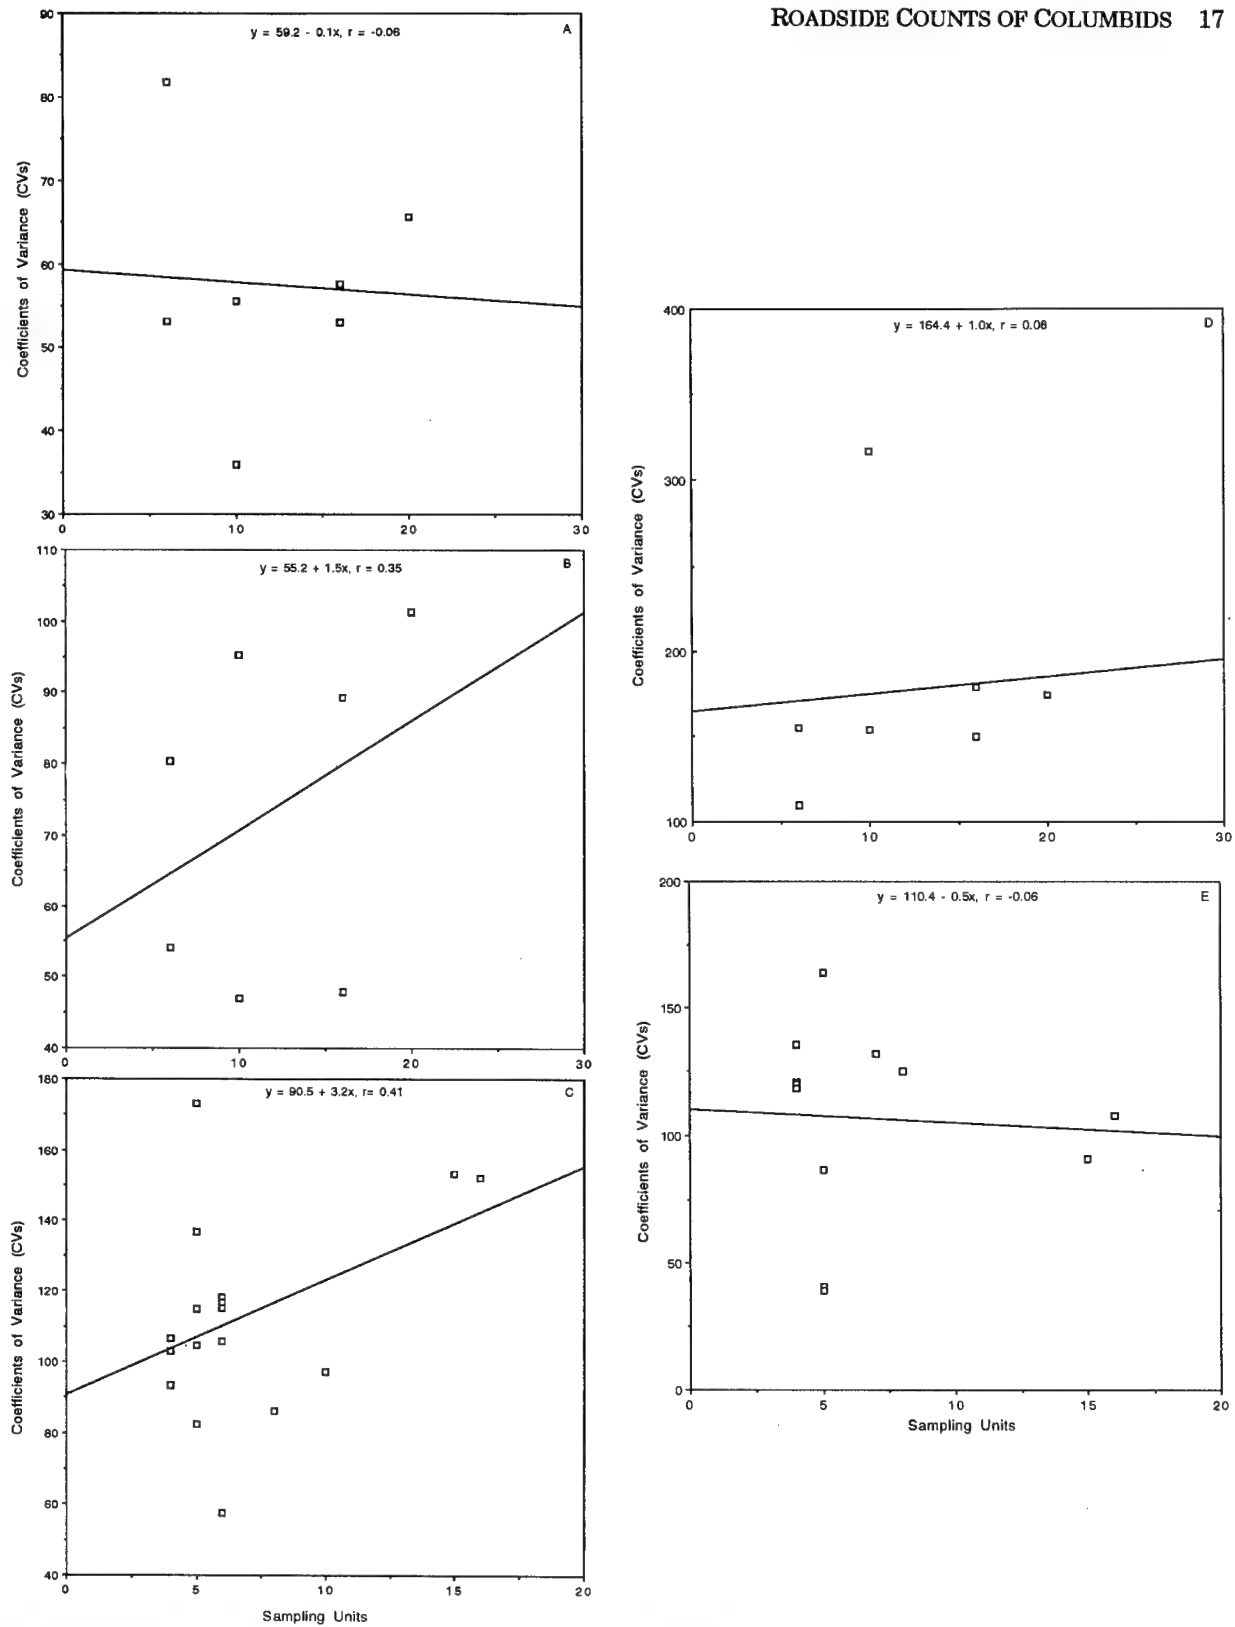 ROADSIDE COUNTS OF COLUMBIDS 17
y = 59.2 - 0.1x, r = -0.06
A
90
80
70
60
50
40
30
0 10 20 30
Coefficients of Variance (CVs)
y = 55.2 + 1.5x, r = 0.35
B
110
100
90
80
70
60
50
40
0 10 20 30
Coefficients of Variance (CVs)
y = 90.5 + 3.2x, r= 0.41
C
180
160
140
120
100
80
60
40
0 5 10 15 20
Coefficients of Variance (CVs)
Sampling Units
y = 164.4 + 1.0x, r = 0.08
D
400
300
200
100
0 10 20 30
Coefficients of Variance (CVs)
y = 110.4 - 0.5x, r = -0.06
E
200
150
100
50
0
0 5 10 15 20
Coefficients of Variance (CVs)
Sampling Units